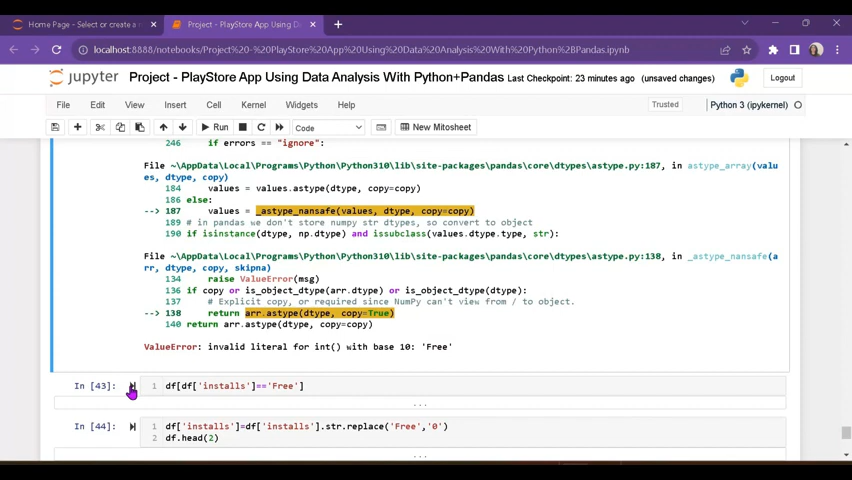 Home Page - Select or create a n
Project - PlayStore App Using Da
localhost:8888/notebooks/Project%20-%20PlayStore%20App%20Using%20Data%20Analysis%20With%20Python%2BPandas.ipynb
jupyter Project - PlayStore App Using Data Analysis With Python+Pandas Last Checkpoint: 23 minutes ago (unsaved changes) Logout
File Edit View Insert Cell Kernel Widgets Help Trusted Python 3 (ipykernel)
Run Code New Mitosheet
246 if errors == "ignore":
File ~\AppData\Local\Programs\Python\Python310\lib\site-packages\pandas\core\dtypes\astype.py:187, in astype_array(valu
es, dtype, copy)
184 values = values.astype(dtype, copy=copy)
186 else:
--> 187 values = _astype_nansafe(values, dtype, copy=copy)
189 # in pandas we don't store numpy str dtypes, so convert to object
190 if isinstance(dtype, np.dtype) and issubclass(values.dtype.type, str):
File ~\AppData\Local\Programs\Python\Python310\lib\site-packages\pandas\core\dtypes\astype.py:138, in _astype_nansafe(a
rr, dtype, copy, skipna)
134 raise ValueError(msg)
136 if copy or is_object_dtype(arr.dtype) or is_object_dtype(dtype):
137 # Explicit copy, or required since NumPy can't view from / to object.
--> 138 return arr.astype(dtype, copy=True)
140 return arr.astype(dtype, copy=copy)
ValueError: invalid literal for int() with base 10: 'Free'
In [43]: 1 df[df['installs']=='Free']
...
In [44]: 1 df['installs']=df['installs'].str.replace('Free','0')
2 df.head(2)
...